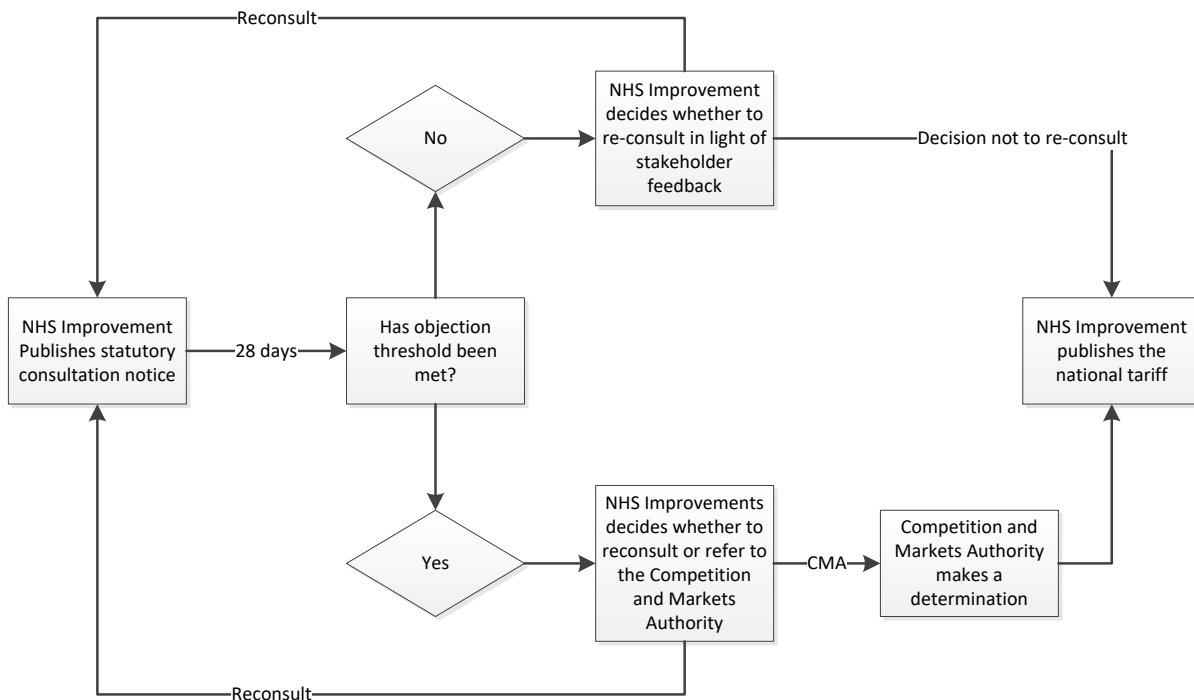 Reconsult
NHS Improvement
decides whether to
re-consult in light of
stakeholder
feedback
No
Decision not to re-consult
NHS Improvement
Publishes statutory
consultation notice
28 days
Has objection
threshold been
met?
NHS Improvement
publishes the
national tariff
Yes
NHS Improvements
decides whether to
reconsult or refer to
the Competition
and Markets
Authority
CMA
Competition and
Markets Authority
makes a
determination
Reconsult